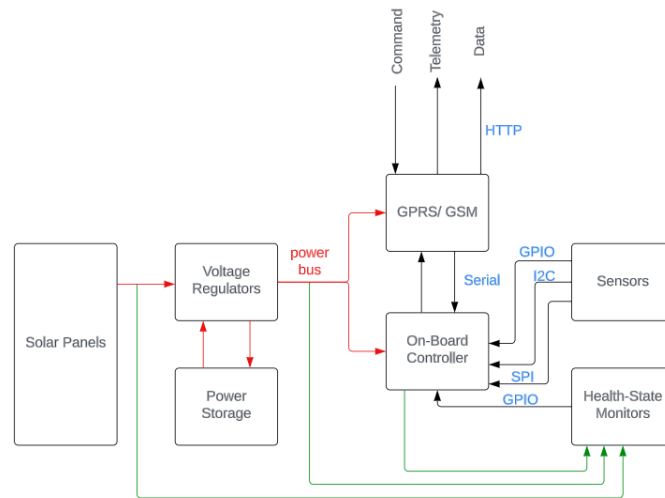 Command
Telemetry
Data
HTTP
GPRS/ GSM
power
bus
Voltage
Regulators
Solar Panels
Power
Storage
Serial
On-Board
Controller
GPIO
I2C
Sensors
SPI
GPIO
Health-State
Monitors